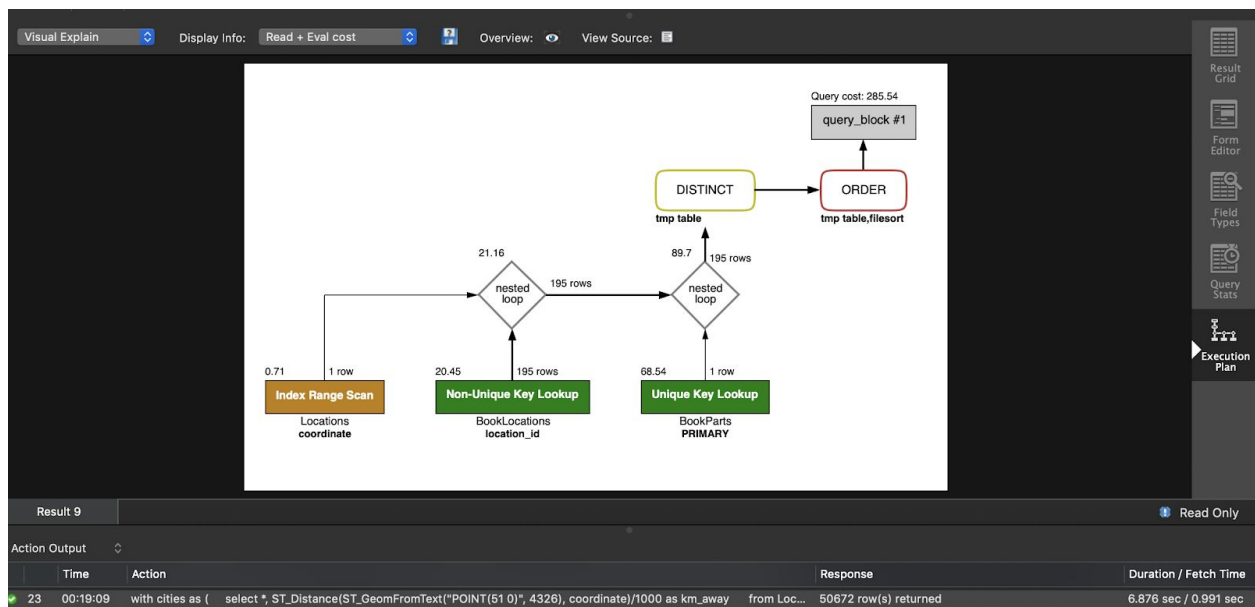 Visual Explain Display Info: Read + Eval cost Overview: View Source:
Result Grid
Form Editor
Field Types
Query Stats
Execution Plan
Query cost: 285.54
query_block #1
DISTINCT
ORDER
tmp table
tmp table,filesort
21.16
89.7
195 rows
nested loop
195 rows
nested loop
0.71 1 row
20.45 195 rows
68.54 1 row
Index Range Scan
Non-Unique Key Lookup
Unique Key Lookup
Locations
BookLocations
BookParts
coordinate
location_id
PRIMARY
Result 9
Read Only
Action Output
Time Action Response Duration / Fetch Time
23 00:19:09 with cities as ( select *, ST_Distance(ST_GeomFromText("POINT(51 0)", 4326), coordinate)/1000 as km_away from Loc... 50672 row(s) returned 6.876 sec / 0.991 sec